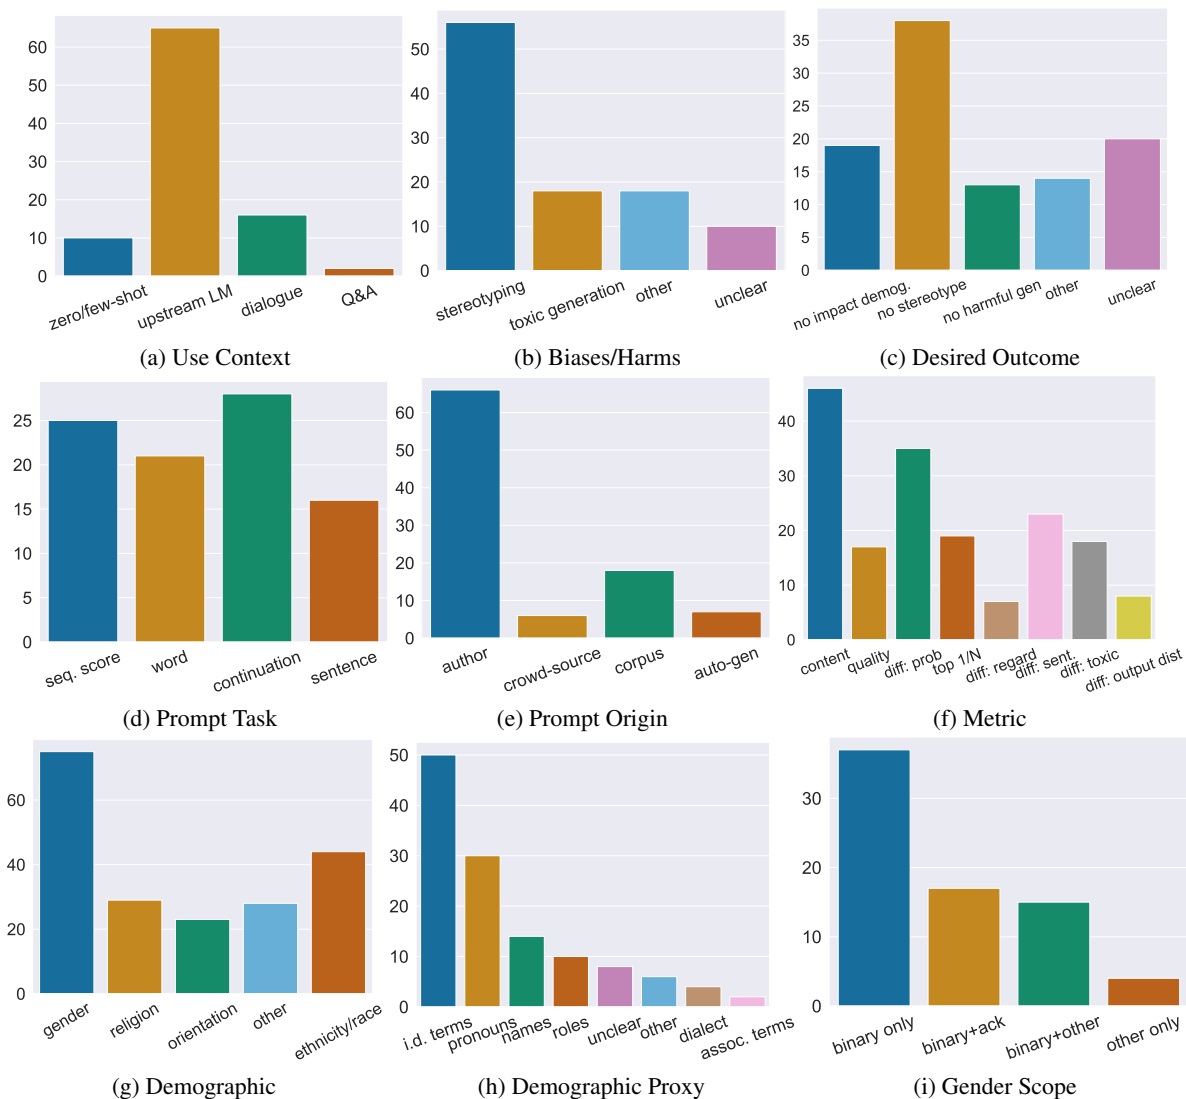 60
50
40
30
20
10
0
zero/few-shot
upstream LM
dialogue
Q&A
(a) Use Context
50
40
30
20
10
0
stereotyping
toxic generation
other
unclear
(b) Biases/Harms
35
30
25
20
15
10
5
0
no impact demog.
no stereotype
no harmful gen
other
unclear
(c) Desired Outcome
25
20
15
10
5
0
seq. score
word
continuation
sentence
(d) Prompt Task
60
50
40
30
20
10
0
author
crowd-source
corpus
auto-gen
(e) Prompt Origin
40
30
20
10
0
content
quality
diff: prob
top 1/N
diff: regard
diff: sent.
diff: toxic
diff: output dist
(f) Metric
60
40
20
0
gender
religion
orientation
other
ethnicity/race
(g) Demographic
50
40
30
20
10
0
i.d. terms
pronouns
names
roles
unclear
other
dialect
assoc. terms
(h) Demographic Proxy
30
20
10
0
binary only
binary+ack
binary+other
other only
(i) Gender Scope